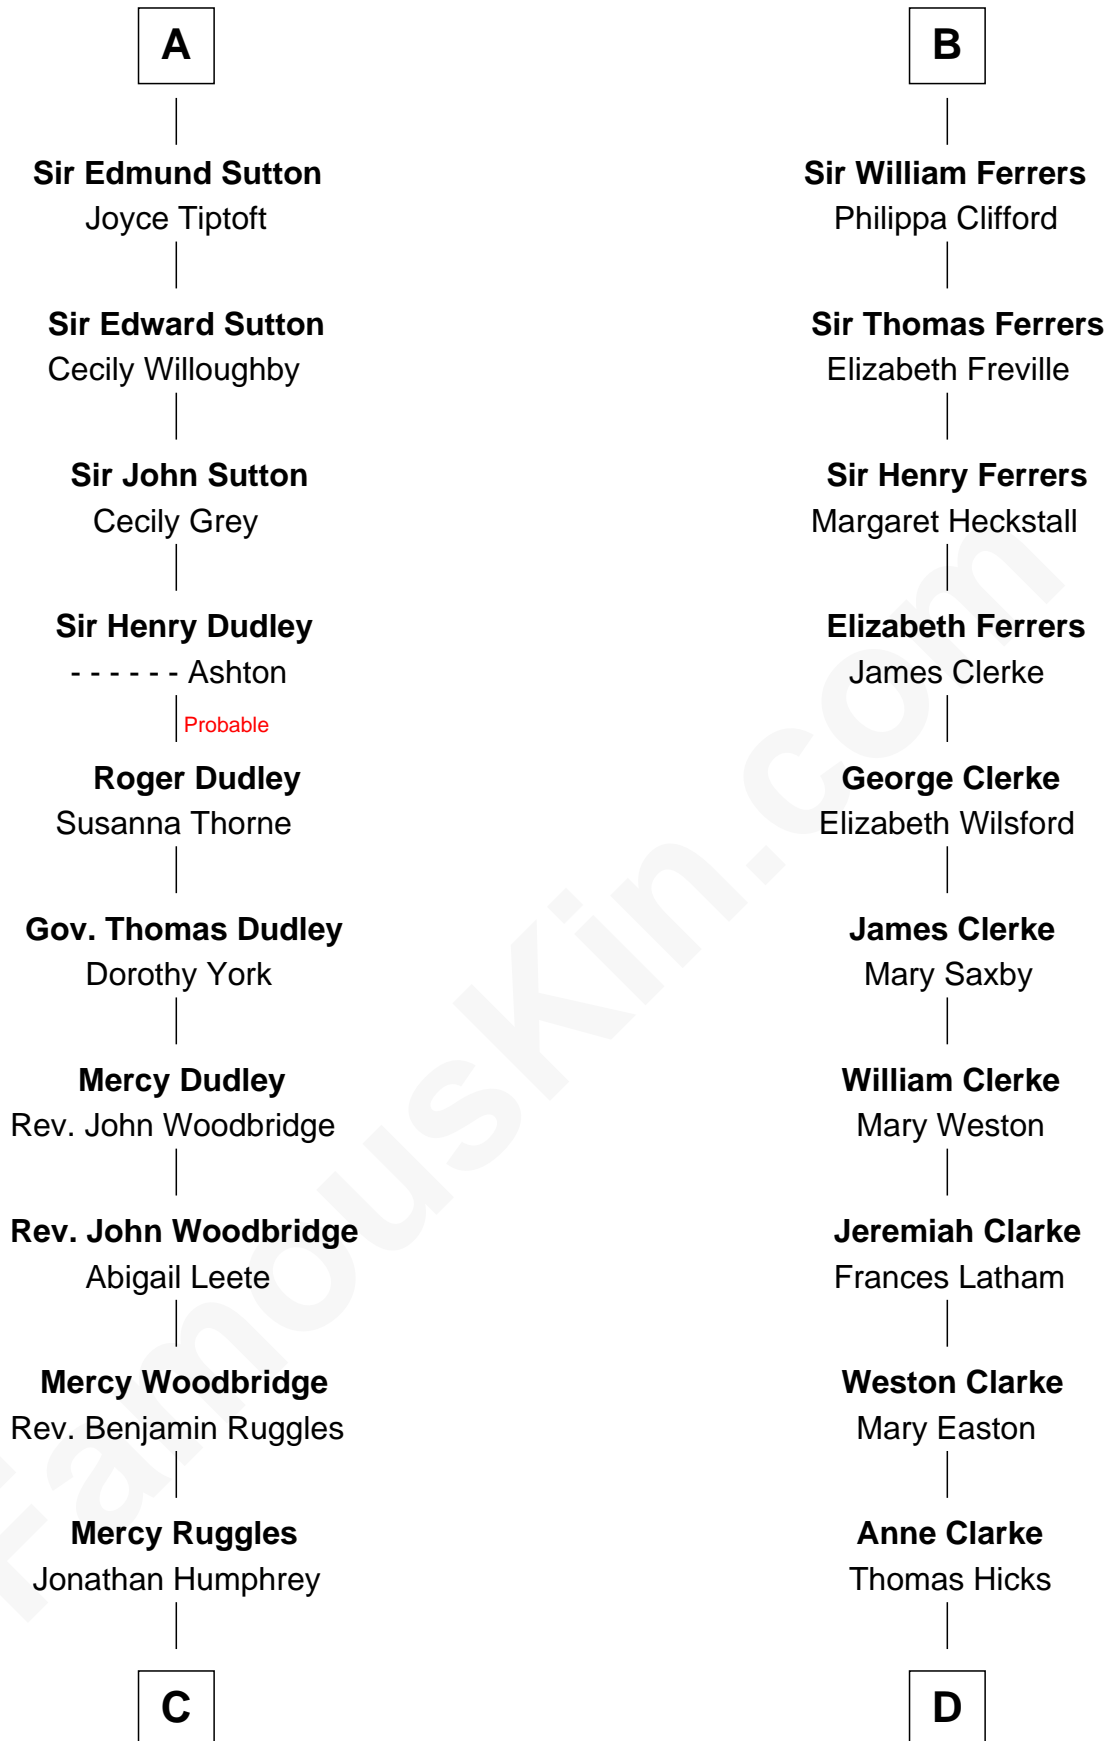 A
Sir Edmund Sutton
Joyce Tiptoft
Sir Edward Sutton
Cecily Willoughby
Sir John Sutton
Cecily Grey
Sir Henry Dudley
- - - - - - Ashton
Probable
Roger Dudley
Susanna Thorne
Gov. Thomas Dudley
Dorothy York
Mercy Dudley
Rev. John Woodbridge
Rev. John Woodbridge
Abigail Leete
Mercy Woodbridge
Rev. Benjamin Ruggles
Mercy Ruggles
Jonathan Humphrey
C
B
Sir William Ferrers
Philippa Clifford
Sir Thomas Ferrers
Elizabeth Freville
Sir Henry Ferrers
Margaret Heckstall
Elizabeth Ferrers
James Clerke
George Clerke
Elizabeth Wilsford
James Clerke
Mary Saxby
William Clerke
Mary Weston
Jeremiah Clarke
Frances Latham
Weston Clarke
Mary Easton
Anne Clarke
Thomas Hicks
D
FamousKin.com